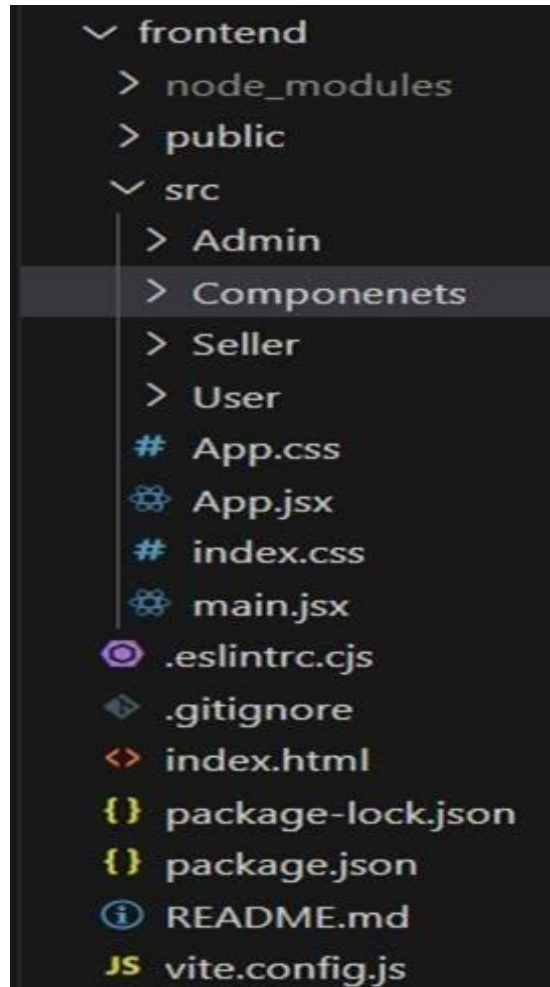 frontend
node_modules
public
src
Admin
Componenets
Seller
User
# App.css
App.jsx
# index.css
main.jsx
.eslintrc.cjs
.gitignore
<> index.html
{} package-lock.json
{} package.json
README.md
JS vite.config.js